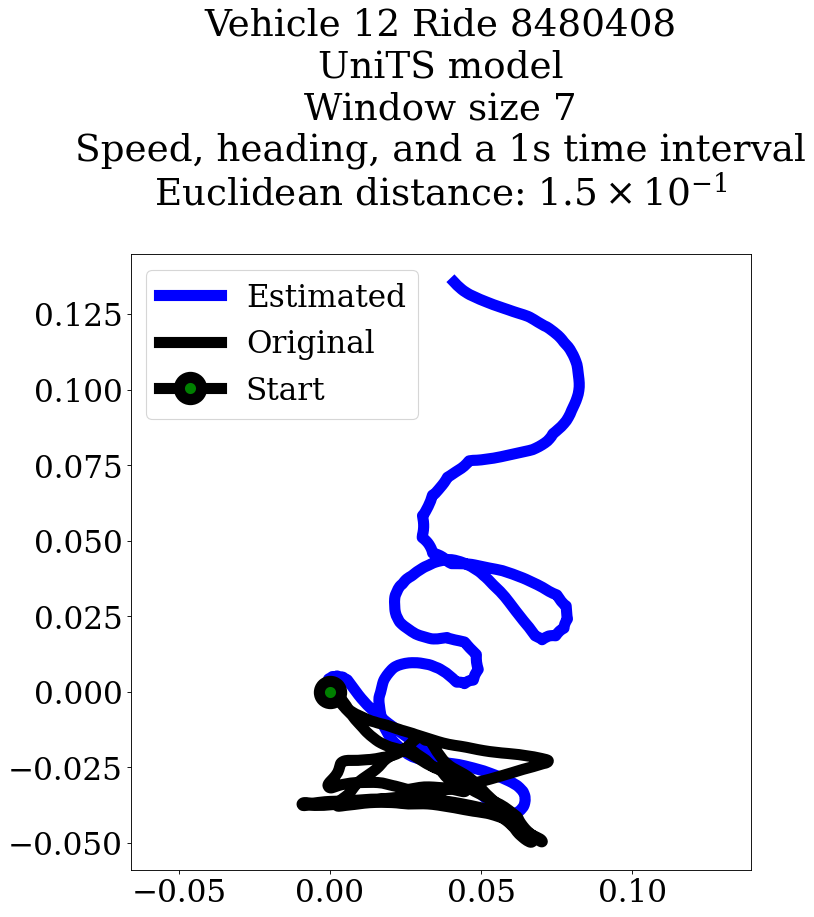 Vehicle 12 Ride 8480408
UniTS model
Window size 7
Speed, heading, and a 1s time interval
Euclidean distance: 1.5 × 10⁻¹
Estimated
Original
Start
0.125
0.100
0.075
0.050
0.025
0.000
−0.025
−0.050
−0.05 0.00 0.05 0.10